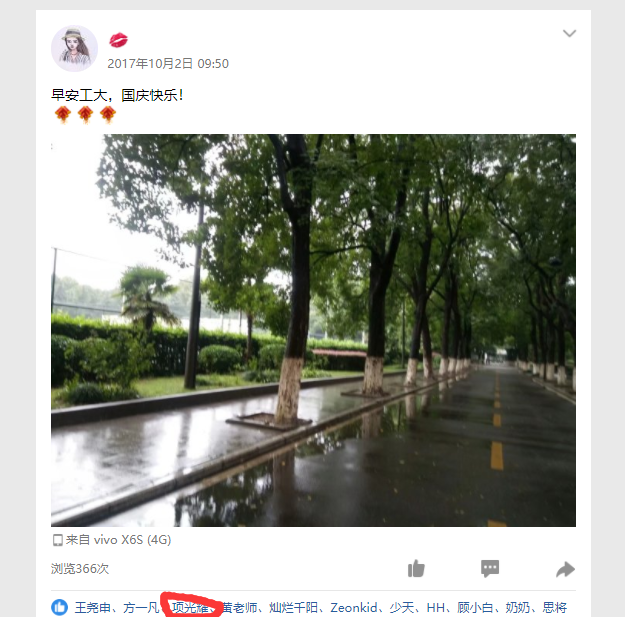 2017年10月2日 09:50
早安工大，国庆快乐！
来自 vivo X6S (4G)
浏览366次
王尧申、方一凡、项光耀、黄老师、灿烂千阳、Zeonkid、少天、HH、顾小白、奶奶、思将